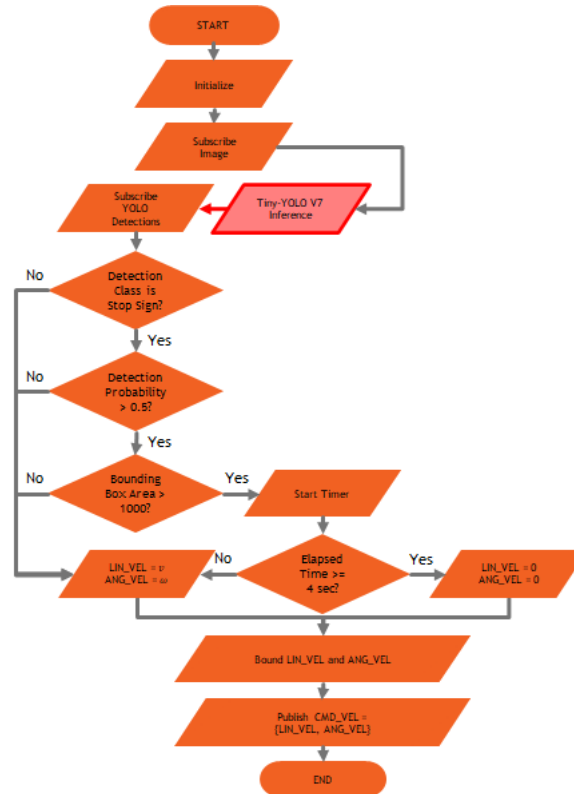 START
Initialize
Subscribe
Image
Subscribe
YOLO
Detections
Tiny-YOLO V7
Inference
No
Detection
Class is
Stop Sign?
Yes
No
Detection
Probability
> 0.5?
Yes
No
Bounding
Box Area >
1000?
Yes
Start Timer
LIN_VEL = v
ANG_VEL = ω
No
Elapsed
Time >=
4 sec?
Yes
LIN_VEL = 0
ANG_VEL = 0
Bound LIN_VEL and ANG_VEL
Publish CMD_VEL =
{LIN_VEL, ANG_VEL}
END